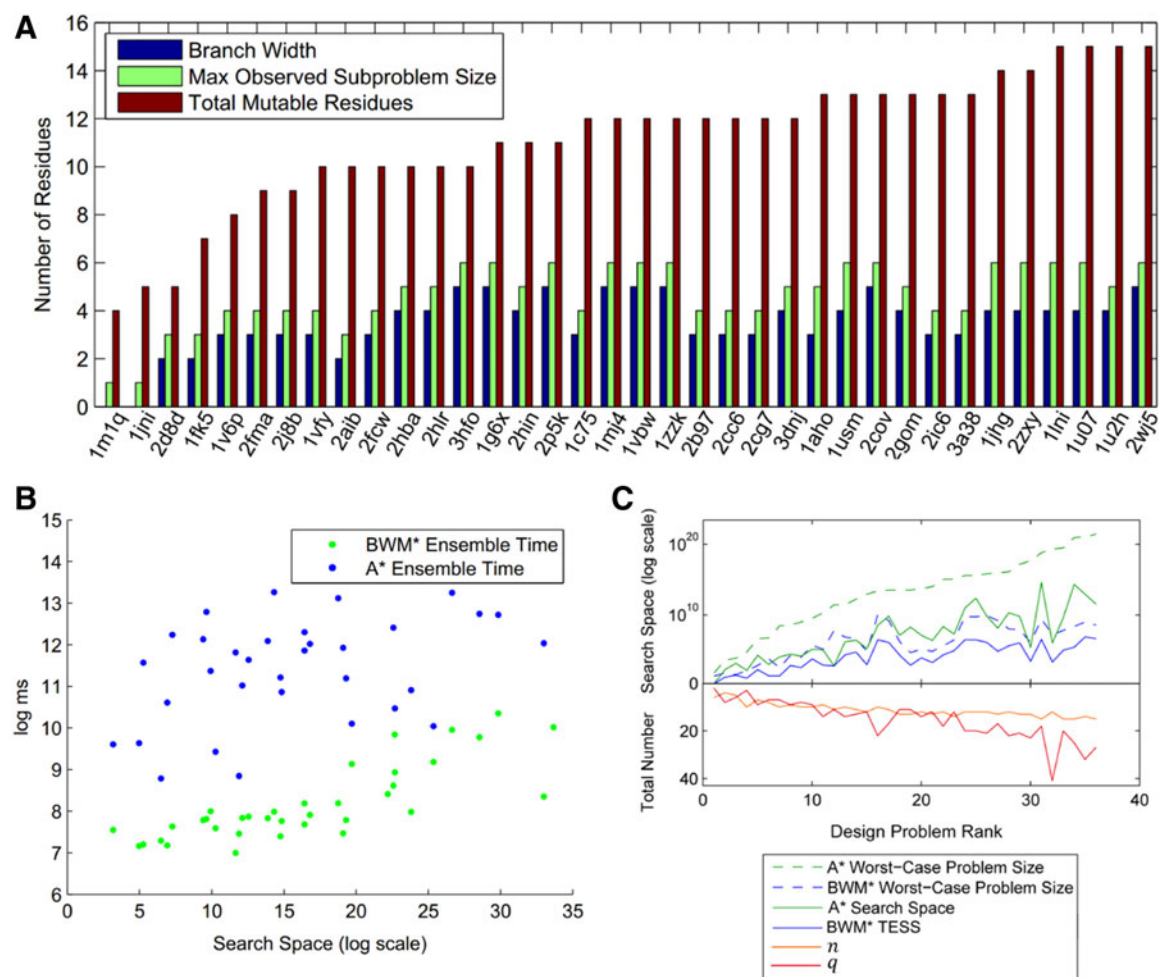 A
Number of Residues
16
14
12
10
8
6
4
2
0
Branch Width
Max Observed Subproblem Size
Total Mutable Residues
1m1q
1jni
2d8d
1fk5
1v6p
2fma
2j8b
1vfy
2aib
2fcw
2hba
2hlr
3hfo
1g6x
2hin
2p5k
1c75
1mj4
1vbw
1zzk
2b97
2cc6
2cg7
3dnj
1aho
1usm
2cov
2gom
2ic6
3a38
1jhg
2zxy
1lni
1u07
1u2h
2wj5
B
log ms
15
14
13
12
11
10
9
8
7
6
BWM* Ensemble Time
A* Ensemble Time
0 5 10 15 20 25 30 35
Search Space (log scale)
C
Search Space (log scale)
10^20
10^10
0
Total Number
20
40
0 10 20 30 40
Design Problem Rank
A* Worst-Case Problem Size
BWM* Worst-Case Problem Size
A* Search Space
BWM* TESS
n
q